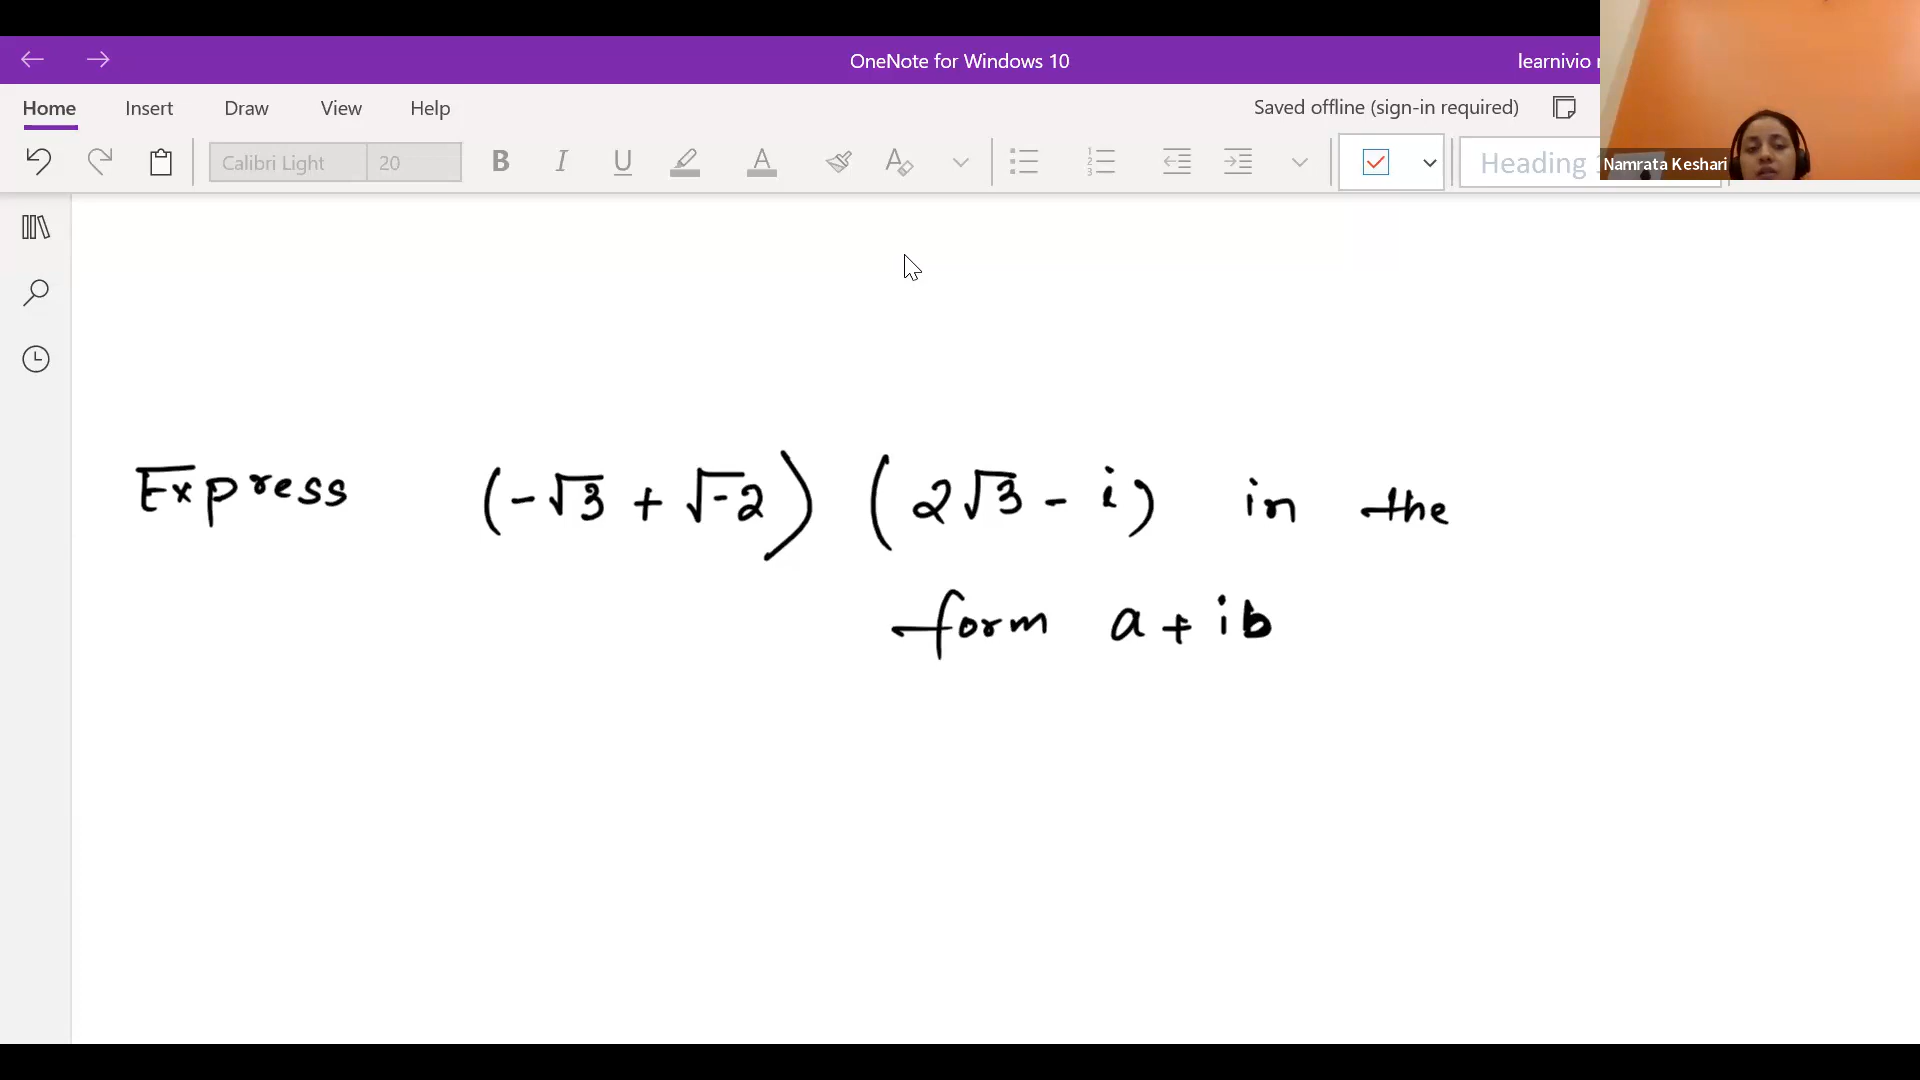 OneNote for Windows 10
learnivio
Home Insert Draw View Help
Saved offline (sign-in required)
Calibri Light 20 B I U A A
Heading
Namrata Keshari
Express (-√3 + √-2) (2√3 - i) in the
form a + ib